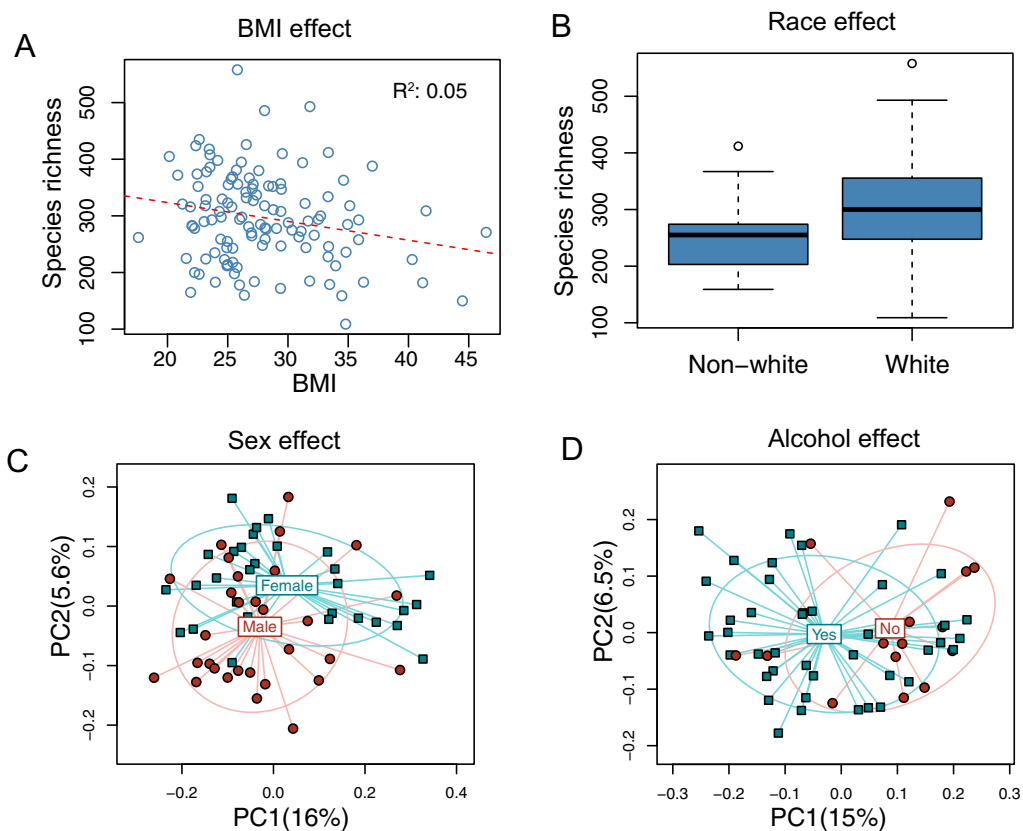 A
BMI effect
R²: 0.05
Species richness
500
400
300
200
100
20 25 30 35 40 45
BMI
B
Race effect
Species richness
500
400
300
200
100
Non−white White
C
Sex effect
PC2(5.6%)
0.2
0.1
0.0
−0.1
−0.2
Female
Male
−0.2 0.0 0.2 0.4
PC1(16%)
D
Alcohol effect
PC2(6.5%)
0.2
0.1
0.0
−0.1
−0.2
Yes No
−0.3 −0.2 −0.1 0.0 0.1 0.2 0.3
PC1(15%)